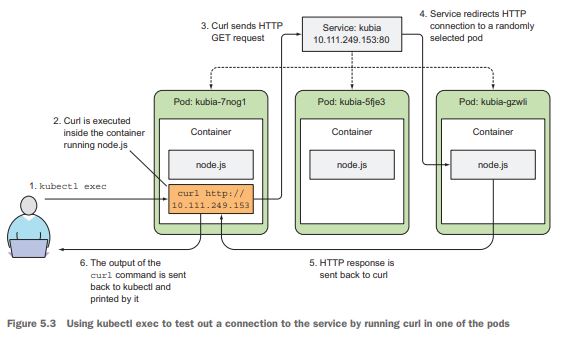 3. Curl sends HTTP
GET request
Service: kubia
10.111.249.153:80
4. Service redirects HTTP
connection to a randomly
selected pod
Pod: kubia-7nog1
Pod: kubia-5fje3
Pod: kubia-gzwli
2. Curl is executed
inside the container
running node.js
Container
Container
Container
node.js
node.js
node.js
1. kubectl exec
curl http://
10.111.249.153
6. The output of the
curl command is sent
back to kubectl and
printed by it
5. HTTP response is
sent back to curl
Figure 5.3 Using kubectl exec to test out a connection to the service by running curl in one of the pods